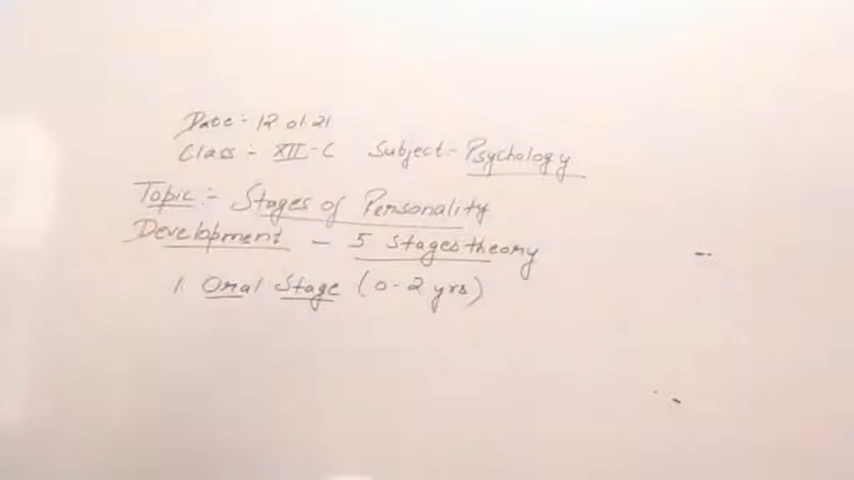 Date:- 12 01.21
Class:- XII-C Subject- Psychology
Topic:- Stages of Personality
Development - 5 Stages theory
1. Oral Stage (0-2 yrs)